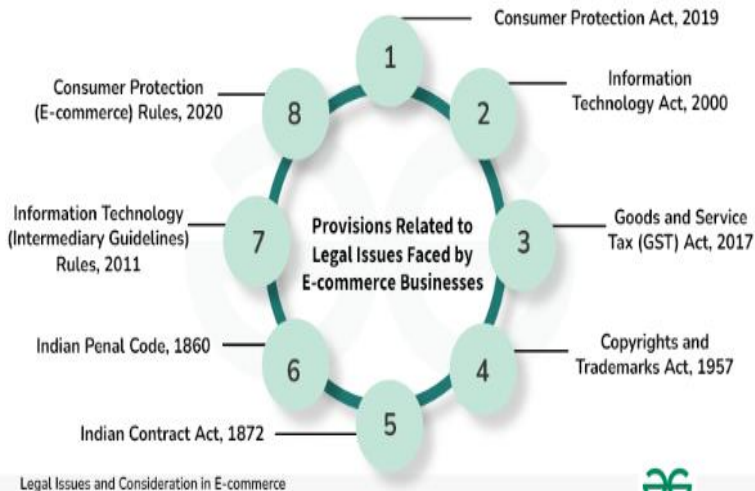 1
Consumer Protection Act, 2019
2
Information
Technology Act, 2000
3
Goods and Service
Tax (GST) Act, 2017
4
Copyrights and
Trademarks Act, 1957
5
Indian Contract Act, 1872
6
Indian Penal Code, 1860
7
Information Technology
(Intermediary Guidelines)
Rules, 2011
8
Consumer Protection
(E-commerce) Rules, 2020
Provisions Related to
Legal Issues Faced by
E-commerce Businesses
Legal Issues and Consideration in E-commerce